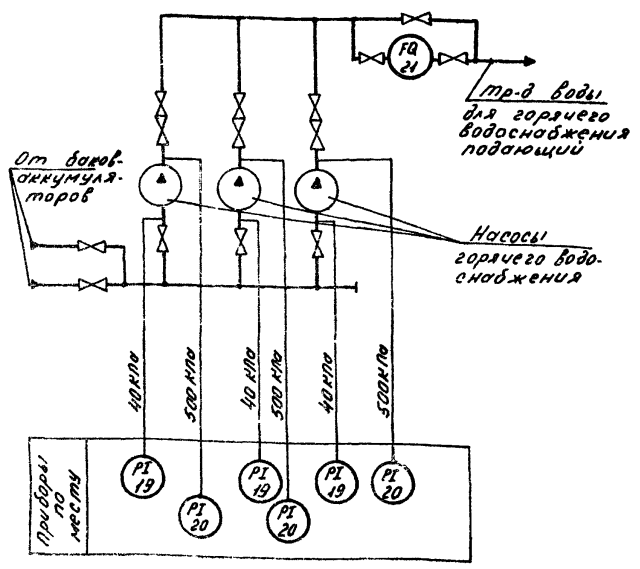 FQ
21
тр-д воды
для горячего
водоснабжения
подающий
От баков-
аккумуля-
торов
Насосы
горячего водо-
снабжения
40 кПа
500 кПа
40 кПа
500 кПа
40 кПа
500 кПа
Приборы
по
месту
PI
19
PI
20
PI
19
PI
20
PI
19
PI
20